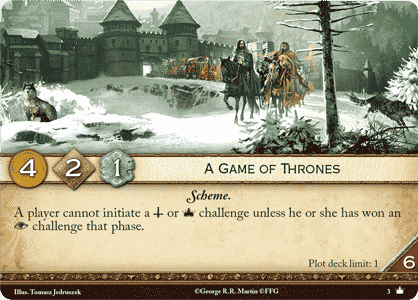 4 2 1 A Game of Thrones
Scheme.
A player cannot initiate a or challenge unless he or she has won an
challenge that phase.
Plot deck limit: 1
6
Illus. Tomasz Jedruszek ©George R.R. Martin ©FFG 3